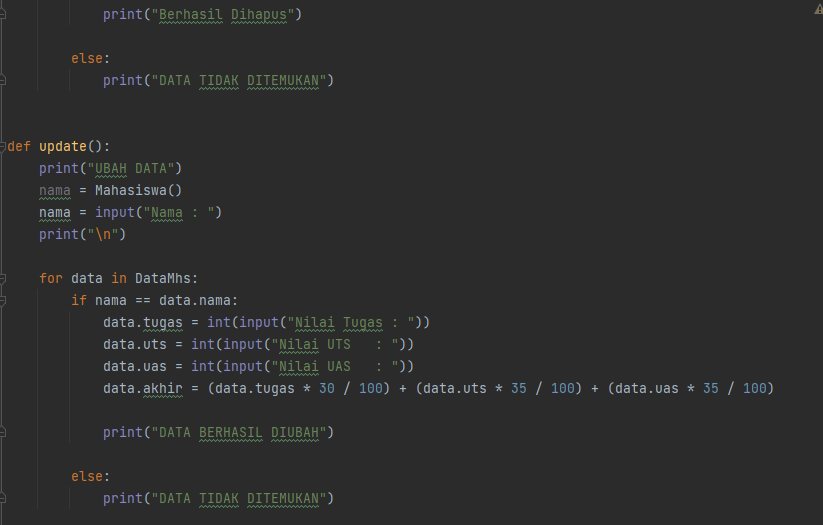 print("Berhasil Dihapus")
else:
print("DATA TIDAK DITEMUKAN")
def update():
print("UBAH DATA")
nama = Mahasiswa()
nama = input("Nama : ")
print("\n")
for data in DataMhs:
if nama == data.nama:
data.tugas = int(input("Nilai Tugas : "))
data.uts = int(input("Nilai UTS   : "))
data.uas = int(input("Nilai UAS   : "))
data.akhir = (data.tugas * 30 / 100) + (data.uts * 35 / 100) + (data.uas * 35 / 100)
print("DATA BERHASIL DIUBAH")
else:
print("DATA TIDAK DITEMUKAN")